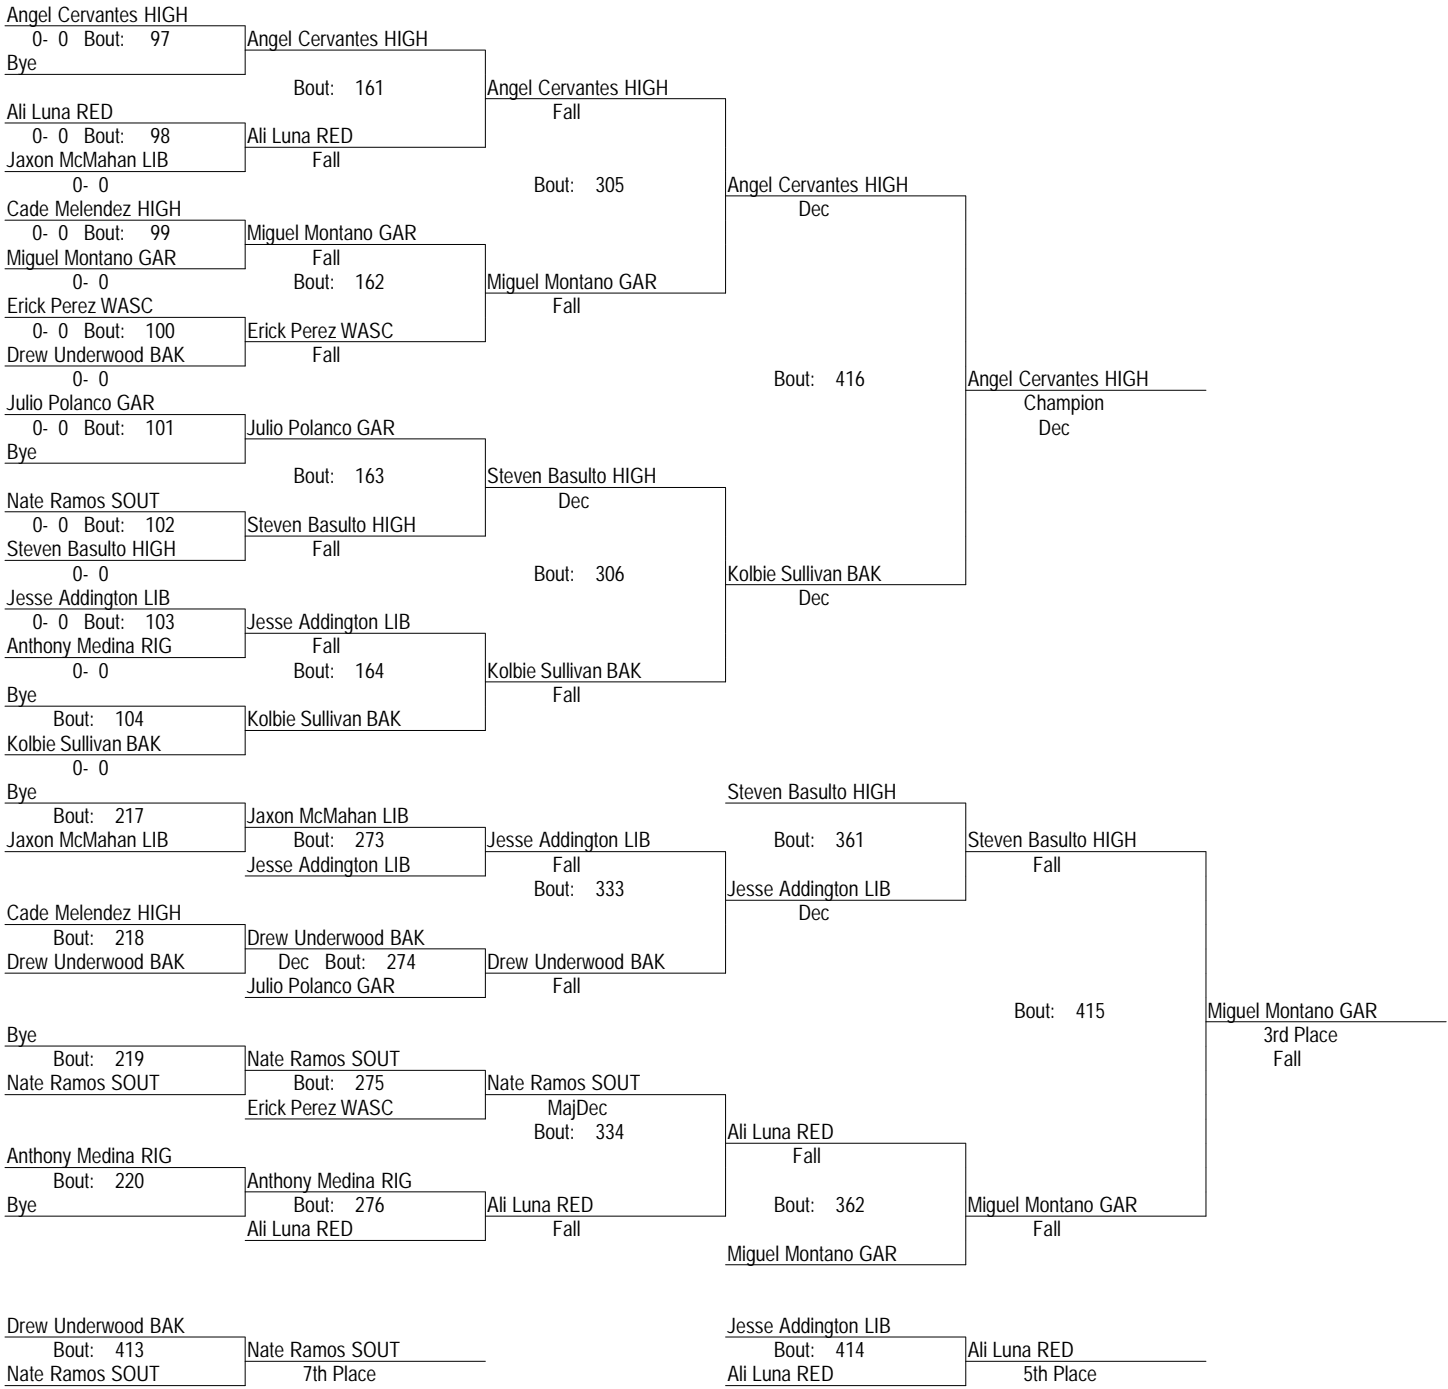 Angel Cervantes HIGH
0- 0 Bout: 97 Angel Cervantes HIGH
Bye
Bout: 161 Angel Cervantes HIGH
Ali Luna RED Fall
0- 0 Bout: 98 Ali Luna RED
Jaxon McMahan LIB Fall
0- 0 Bout: 305 Angel Cervantes HIGH
Cade Melendez HIGH Dec
0- 0 Bout: 99 Miguel Montano GAR
Miguel Montano GAR Fall
0- 0 Bout: 162 Miguel Montano GAR
Erick Perez WASC Fall
0- 0 Bout: 100 Erick Perez WASC
Drew Underwood BAK Fall
0- 0 Bout: 416 Angel Cervantes HIGH
Julio Polanco GAR Champion
0- 0 Bout: 101 Julio Polanco GAR Dec
Bye
Bout: 163 Steven Basulto HIGH
Nate Ramos SOUT Dec
0- 0 Bout: 102 Steven Basulto HIGH
Steven Basulto HIGH Fall
0- 0 Bout: 306 Kolbie Sullivan BAK
Jesse Addington LIB Dec
0- 0 Bout: 103 Jesse Addington LIB
Anthony Medina RIG Fall
0- 0 Bout: 164 Kolbie Sullivan BAK
Bye Fall
Bout: 104 Kolbie Sullivan BAK
Kolbie Sullivan BAK
0- 0
Bye Steven Basulto HIGH
Bout: 217 Jaxon McMahan LIB
Jaxon McMahan LIB Bout: 273 Jesse Addington LIB Bout: 361 Steven Basulto HIGH
Jesse Addington LIB Fall Fall
Bout: 333 Jesse Addington LIB
Cade Melendez HIGH Dec
Bout: 218 Drew Underwood BAK
Drew Underwood BAK Dec Bout: 274 Drew Underwood BAK
Julio Polanco GAR Fall
Bout: 415 Miguel Montano GAR
Bye 3rd Place
Bout: 219 Nate Ramos SOUT Fall
Nate Ramos SOUT Bout: 275 Nate Ramos SOUT
Erick Perez WASC MajDec
Bout: 334 Ali Luna RED
Anthony Medina RIG Fall
Bout: 220 Anthony Medina RIG
Bye Bout: 276 Ali Luna RED Bout: 362 Miguel Montano GAR
Ali Luna RED Fall Fall
Miguel Montano GAR
Drew Underwood BAK Jesse Addington LIB
Bout: 413 Nate Ramos SOUT Bout: 414 Ali Luna RED
Nate Ramos SOUT 7th Place Ali Luna RED 5th Place